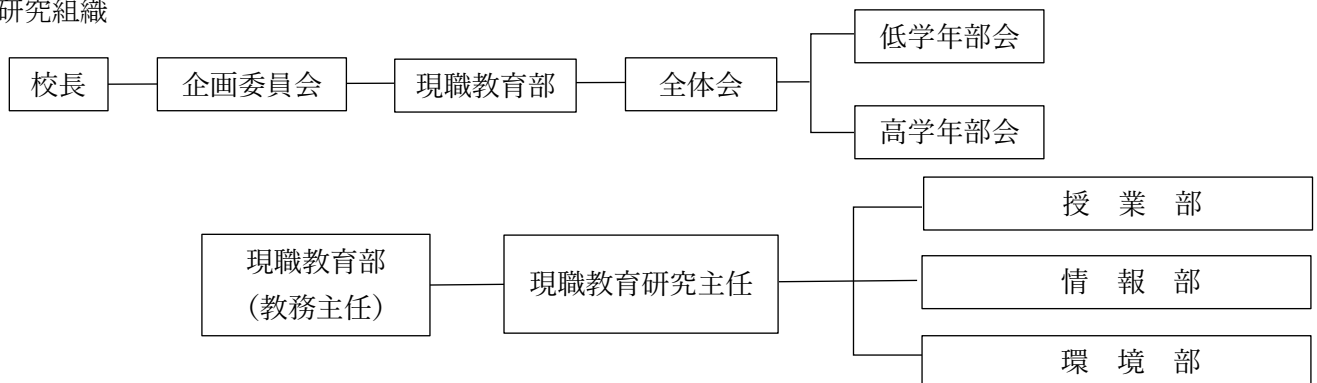 研究組織
低学年部会
校長
企画委員会
現職教育部
全体会
高学年部会
授 業 部
現職教育部
（教務主任）
現職教育研究主任
情 報 部
環 境 部